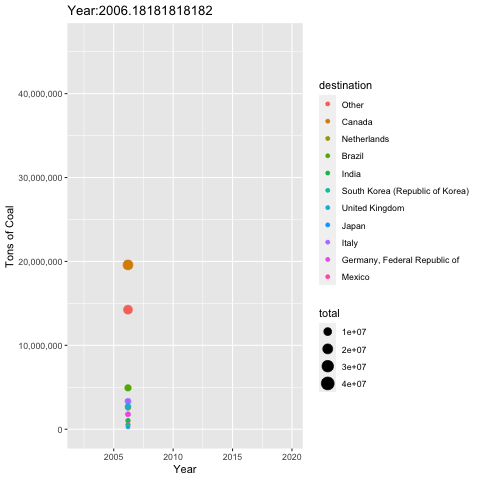 Year:2006.18181818182
Tons of Coal
40,000,000
30,000,000
20,000,000
10,000,000
0
2005
2010
2015
2020
Year
destination
Other
Canada
Netherlands
Brazil
India
South Korea (Republic of Korea)
United Kingdom
Japan
Italy
Germany, Federal Republic of
Mexico
total
1e+07
2e+07
3e+07
4e+07